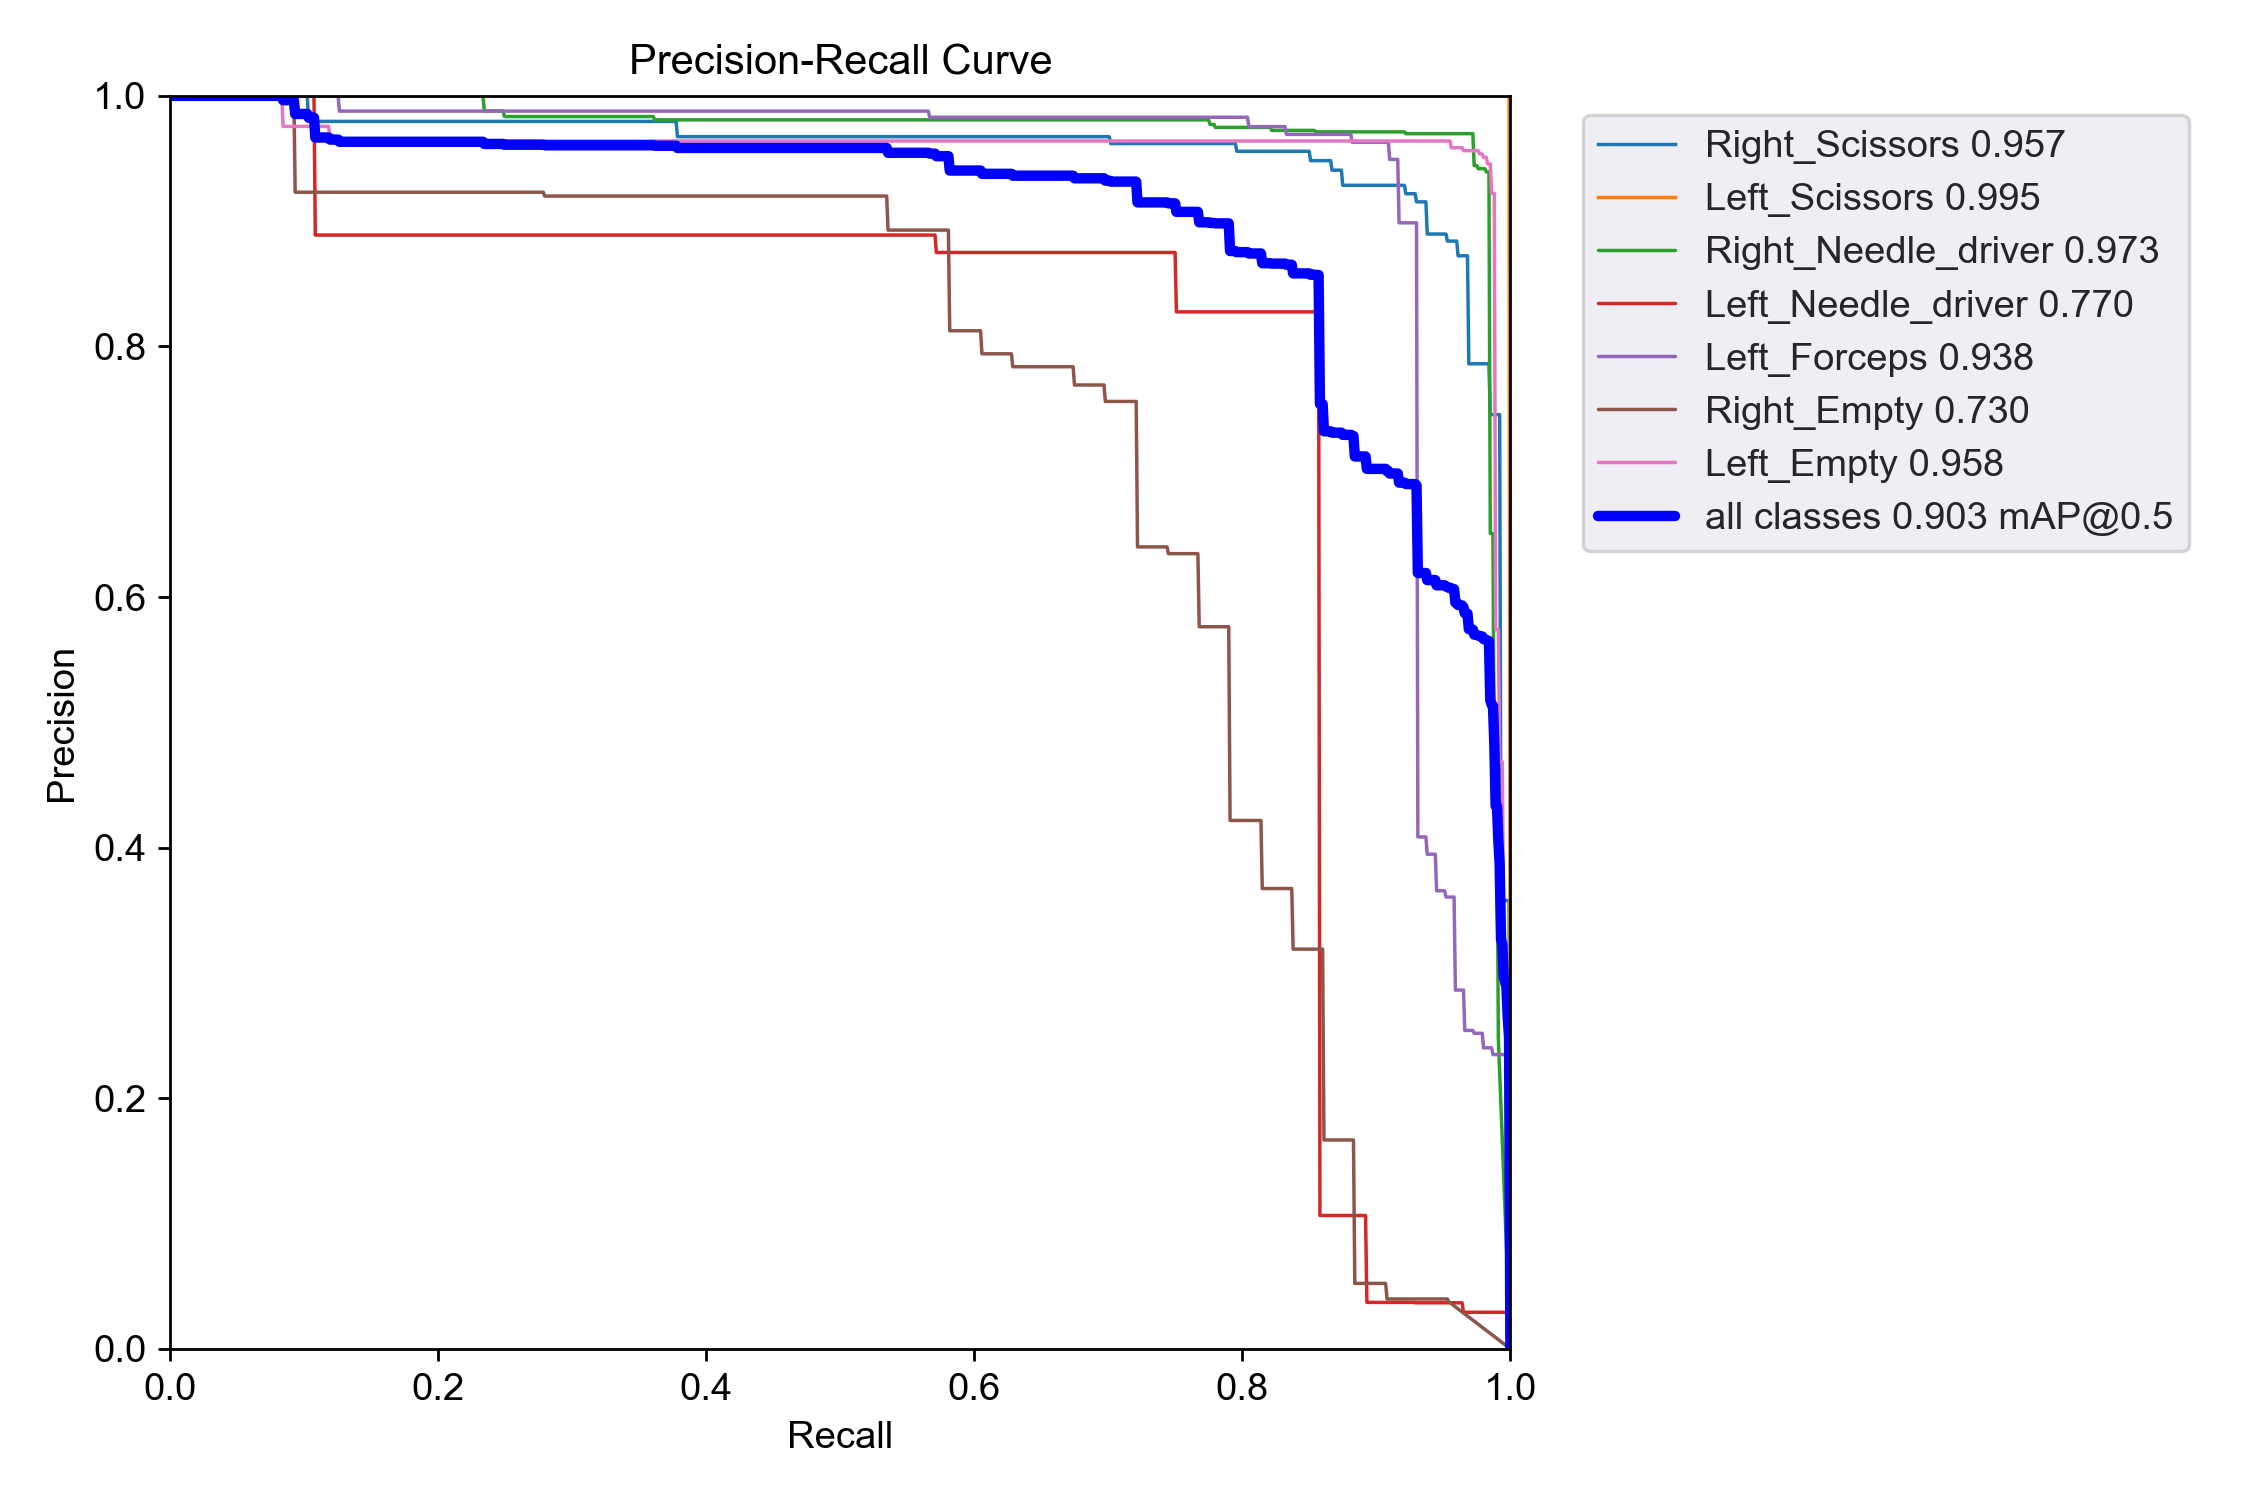 Precision-Recall Curve
1.0
0.8
0.6
0.4
0.2
0.0
Precision
0.0 0.2 0.4 0.6 0.8 1.0
Recall
Right_Scissors 0.957
Left_Scissors 0.995
Right_Needle_driver 0.973
Left_Needle_driver 0.770
Left_Forceps 0.938
Right_Empty 0.730
Left_Empty 0.958
all classes 0.903 mAP@0.5